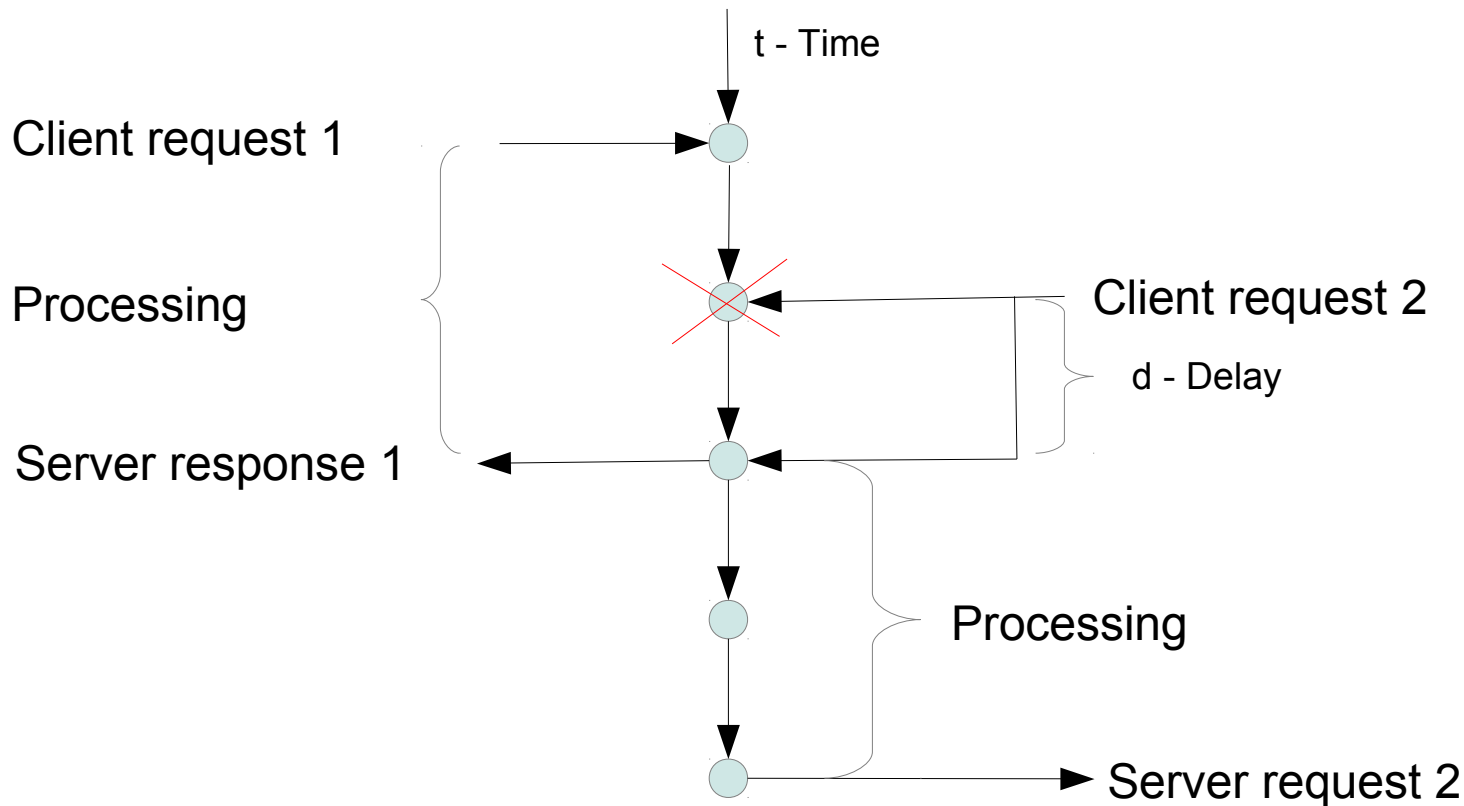 t - Time
Client request 1
Processing
Client request 2
d - Delay
Server response 1
Processing
Server request 2